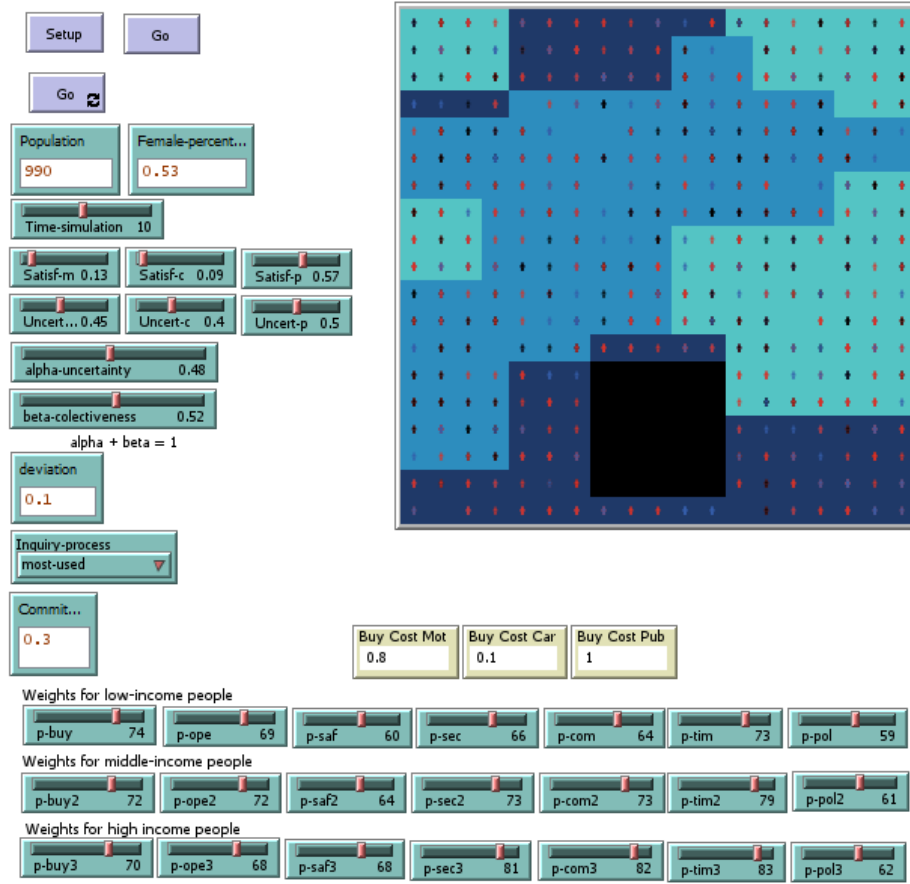 Setup
Go
Go
Population
990
Female-percent...
0.53
Time-simulation 10
Satisf-m 0.13
Satisf-c 0.09
Satisf-p 0.57
Uncert... 0.45
Uncert-c 0.4
Uncert-p 0.5
alpha-uncertainty 0.48
beta-colectiveness 0.52
alpha + beta = 1
deviation
0.1
Inquiry-process
most-used
Commit...
0.3
Buy Cost Mot
0.8
Buy Cost Car
0.1
Buy Cost Pub
1
Weights for low-income people
p-buy 74
p-ope 69
p-saf 60
p-sec 66
p-com 64
p-tim 73
p-pol 59
Weights for middle-income people
p-buy2 72
p-ope2 72
p-saf2 64
p-sec2 73
p-com2 73
p-tim2 79
p-pol2 61
Weights for high income people
p-buy3 70
p-ope3 68
p-saf3 68
p-sec3 81
p-com3 82
p-tim3 83
p-pol3 62